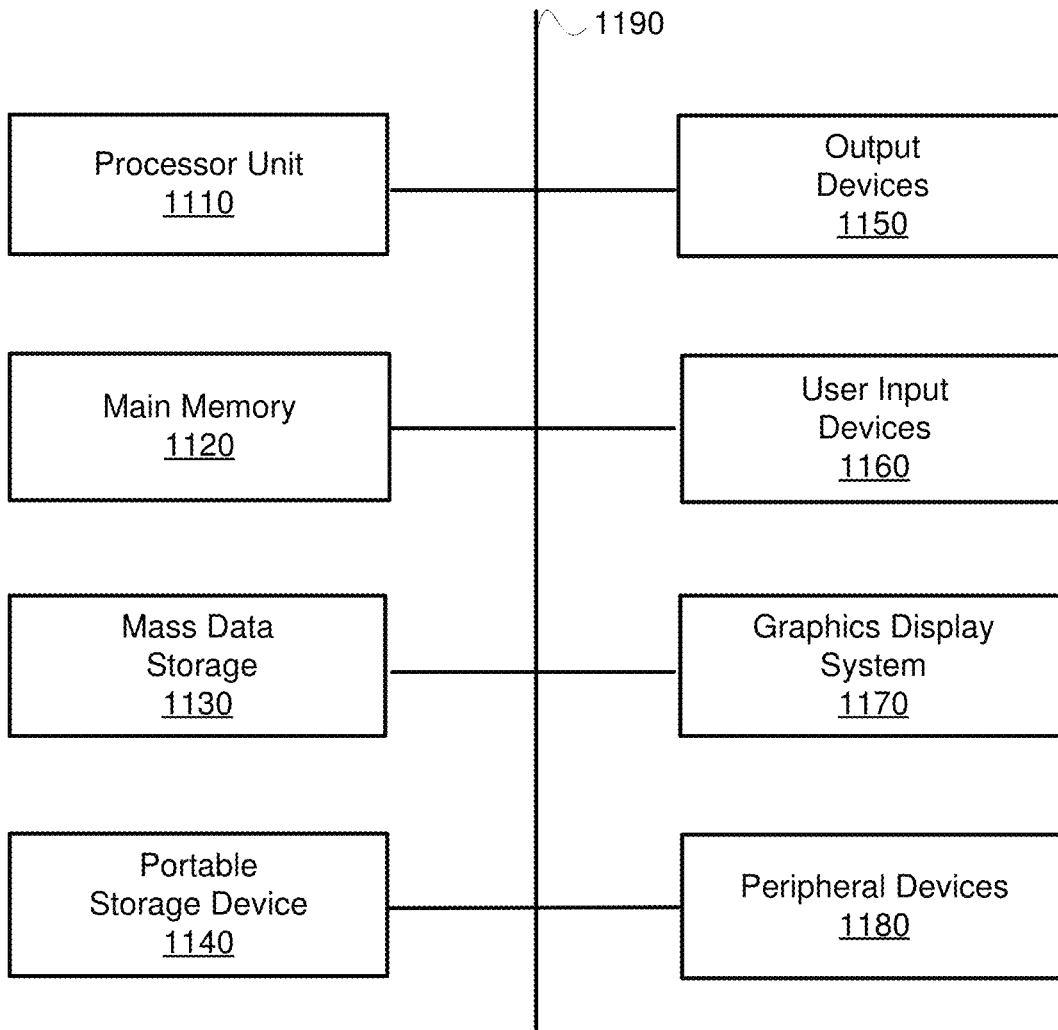 1190
Processor Unit
1110
Output
Devices
1150
Main Memory
1120
User Input
Devices
1160
Mass Data
Storage
1130
Graphics Display
System
1170
Portable
Storage Device
1140
Peripheral Devices
1180